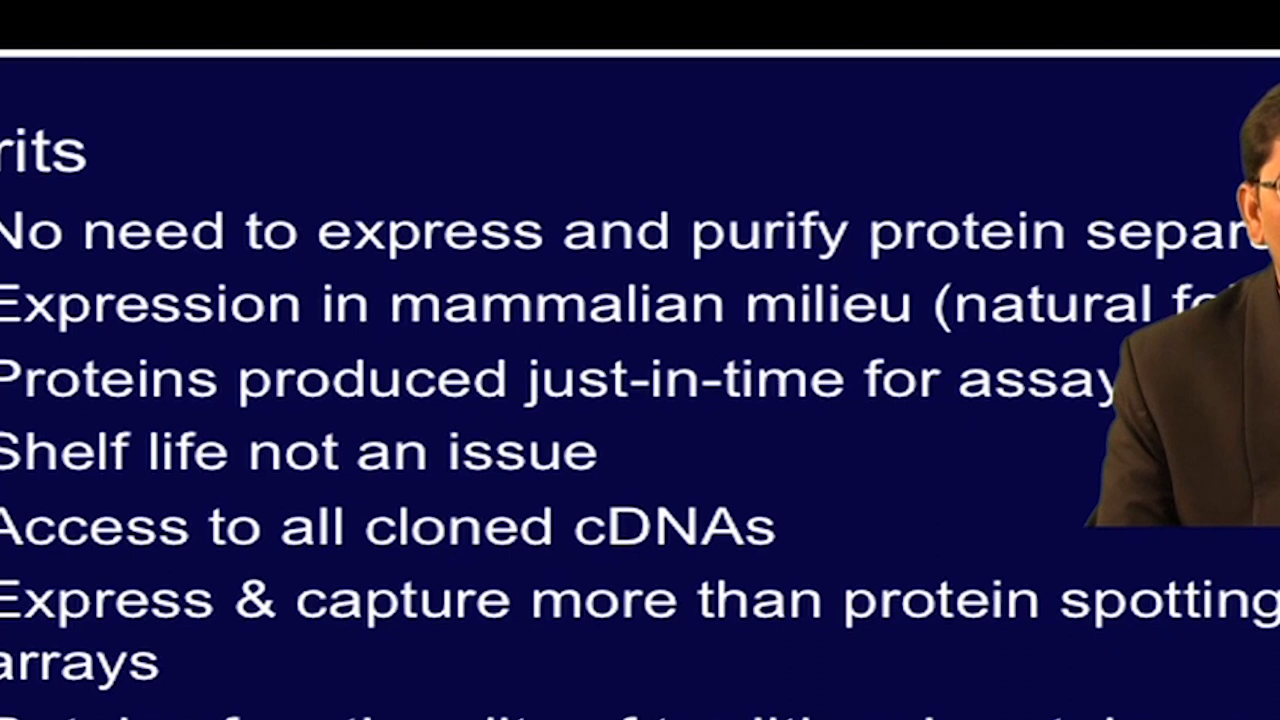 rits
No need to express and purify protein separ
Expression in mammalian milieu (natural
Proteins produced just-in-time for assay
Shelf life not an issue
Access to all cloned cDNAs
Express & capture more than protein spotting
arrays